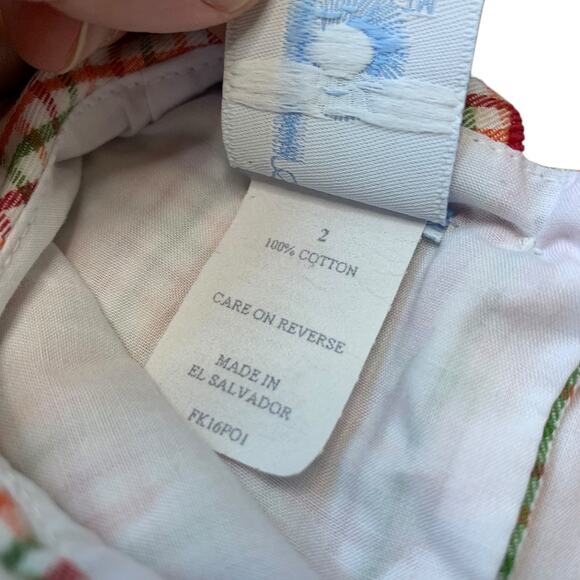 2
100% COTTON
CARE ON REVERSE
MADE IN
EL SALVADOR
FK16PO1